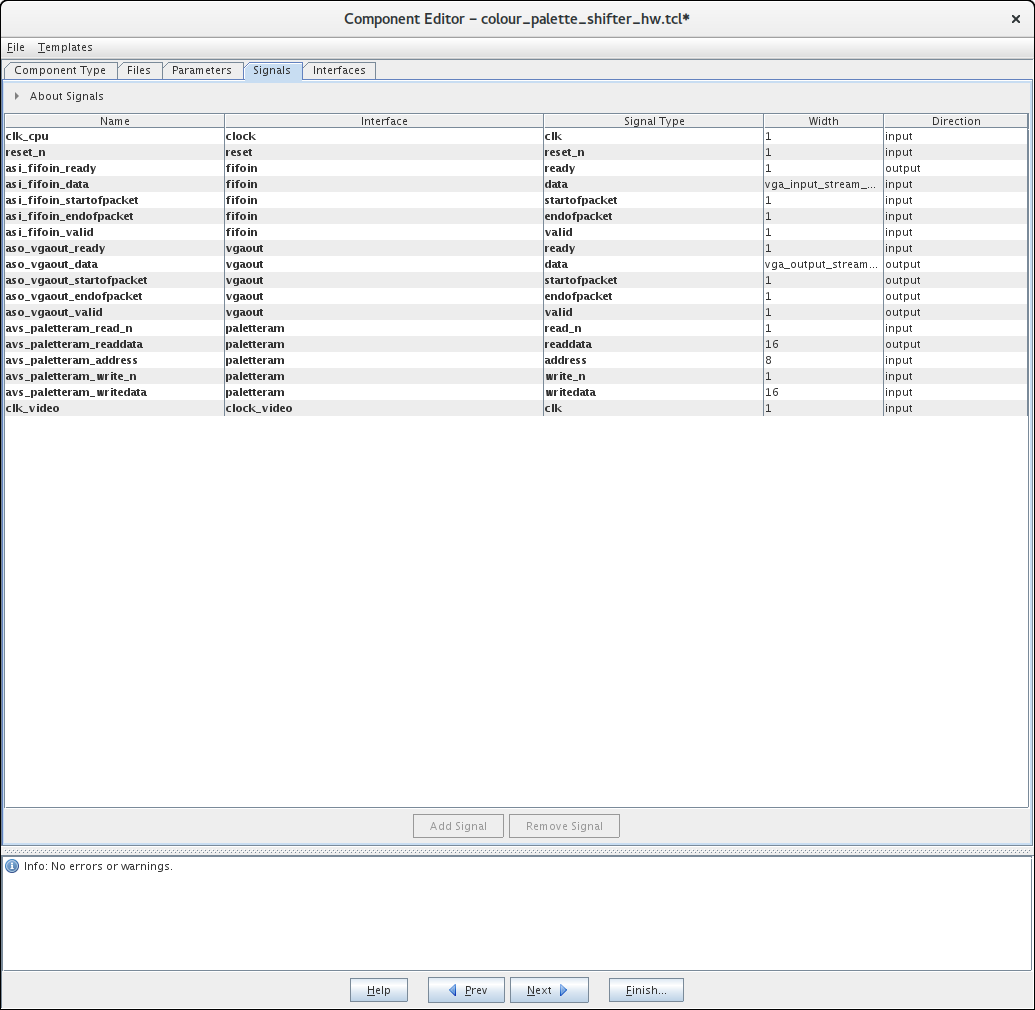 Component Editor – colour_palette_shifter_hw.tcl*
File Templates
Component Type Files Parameters Signals Interfaces
About Signals
Name Interface Signal Type Width Direction
clk_cpu clock clk 1 input
reset_n reset reset_n 1 input
asi_fifoin_ready fifoin ready 1 output
asi_fifoin_data fifoin data vga_input_stream_... input
asi_fifoin_startofpacket fifoin startofpacket 1 input
asi_fifoin_endofpacket fifoin endofpacket 1 input
asi_fifoin_valid fifoin valid 1 input
aso_vgaout_ready vgaout ready 1 input
aso_vgaout_data vgaout data vga_output_stream... output
aso_vgaout_startofpacket vgaout startofpacket 1 output
aso_vgaout_endofpacket vgaout endofpacket 1 output
aso_vgaout_valid vgaout valid 1 output
avs_paletteram_read_n paletteram read_n 1 input
avs_paletteram_readdata paletteram readdata 16 output
avs_paletteram_address paletteram address 8 input
avs_paletteram_write_n paletteram write_n 1 input
avs_paletteram_writedata paletteram writedata 16 input
clk_video clock_video clk 1 input
Add Signal Remove Signal
Info: No errors or warnings.
Help Prev Next Finish...